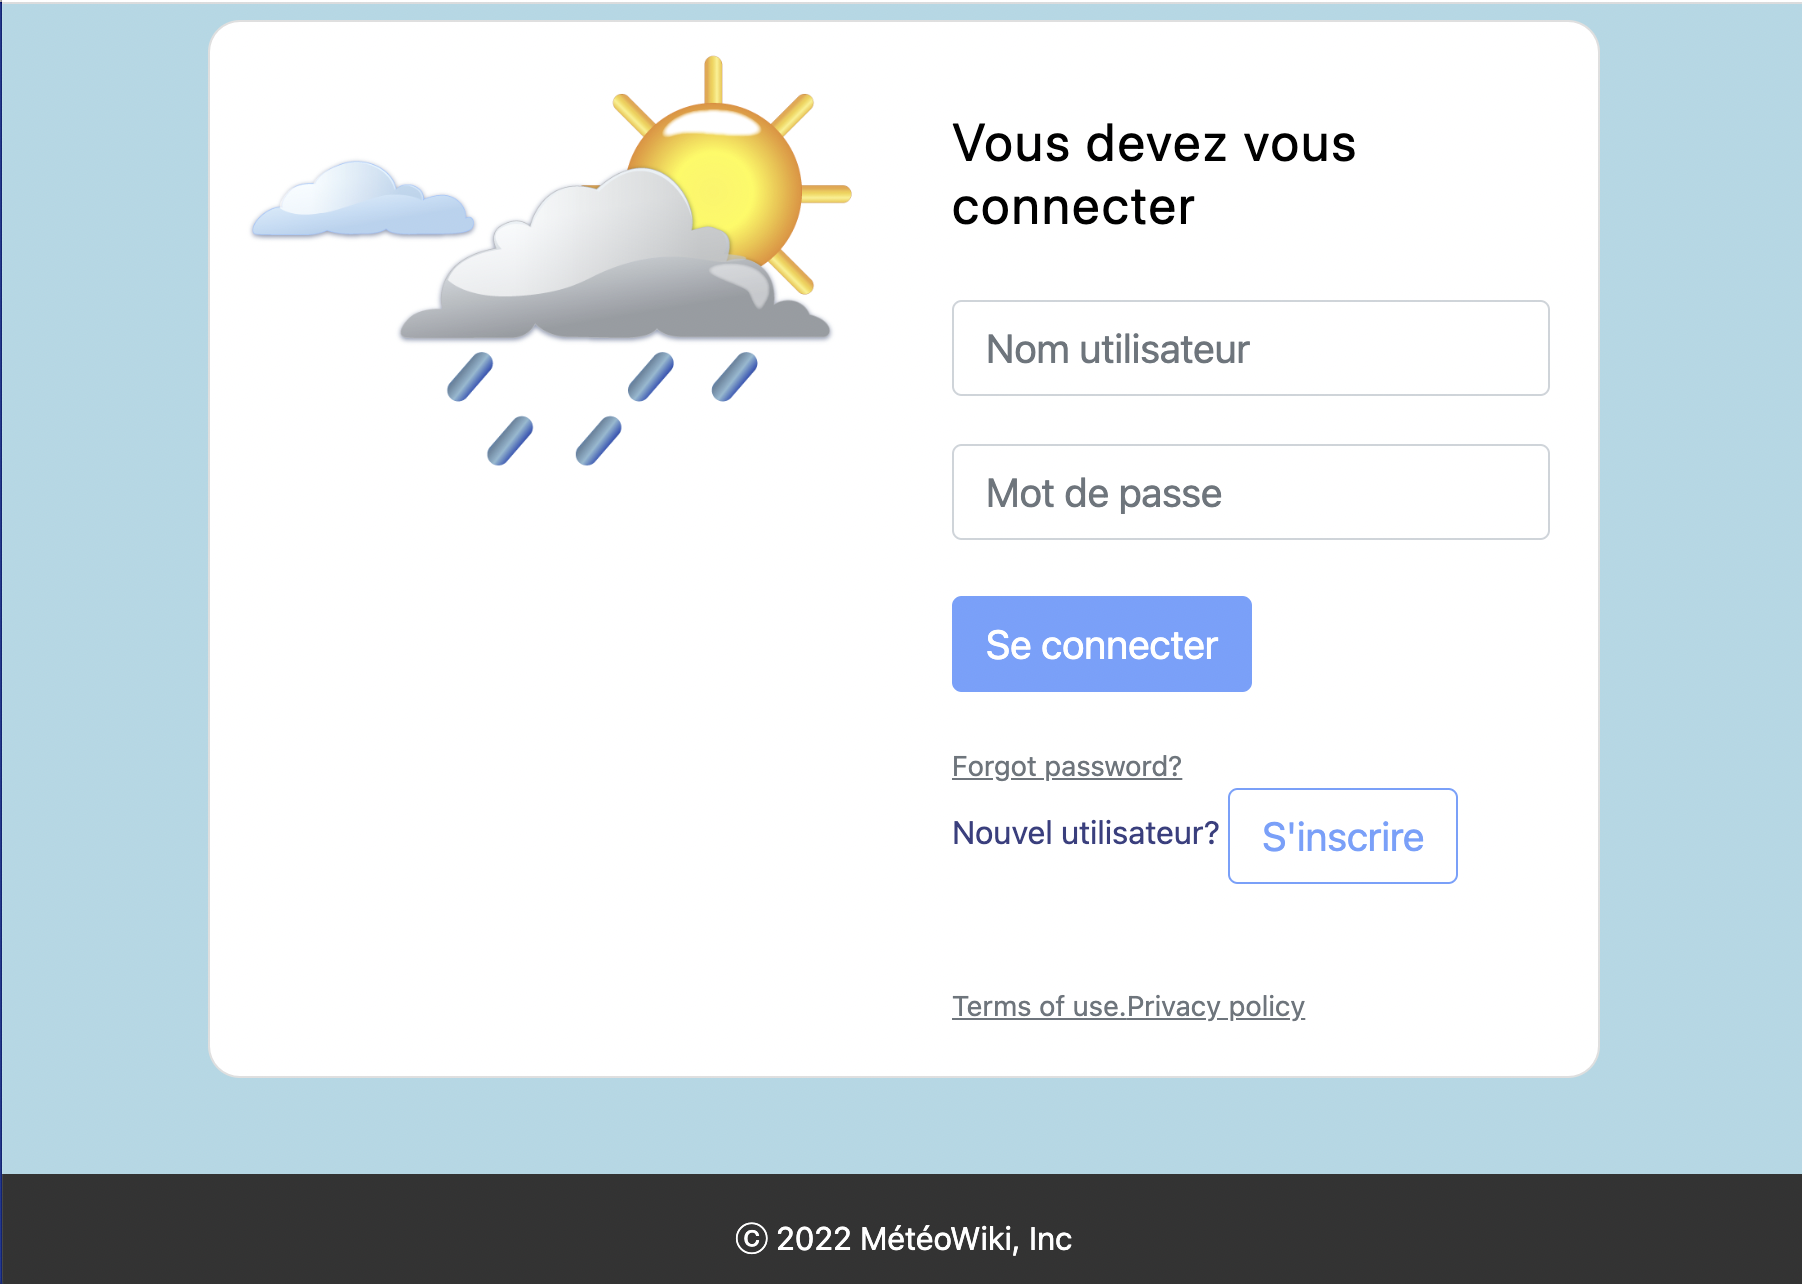 Vous devez vous
connecter
Nom utilisateur
Mot de passe
Se connecter
Forgot password?
Nouvel utilisateur? S'inscrire
Terms of use.Privacy policy
© 2022 MétéoWiki, Inc